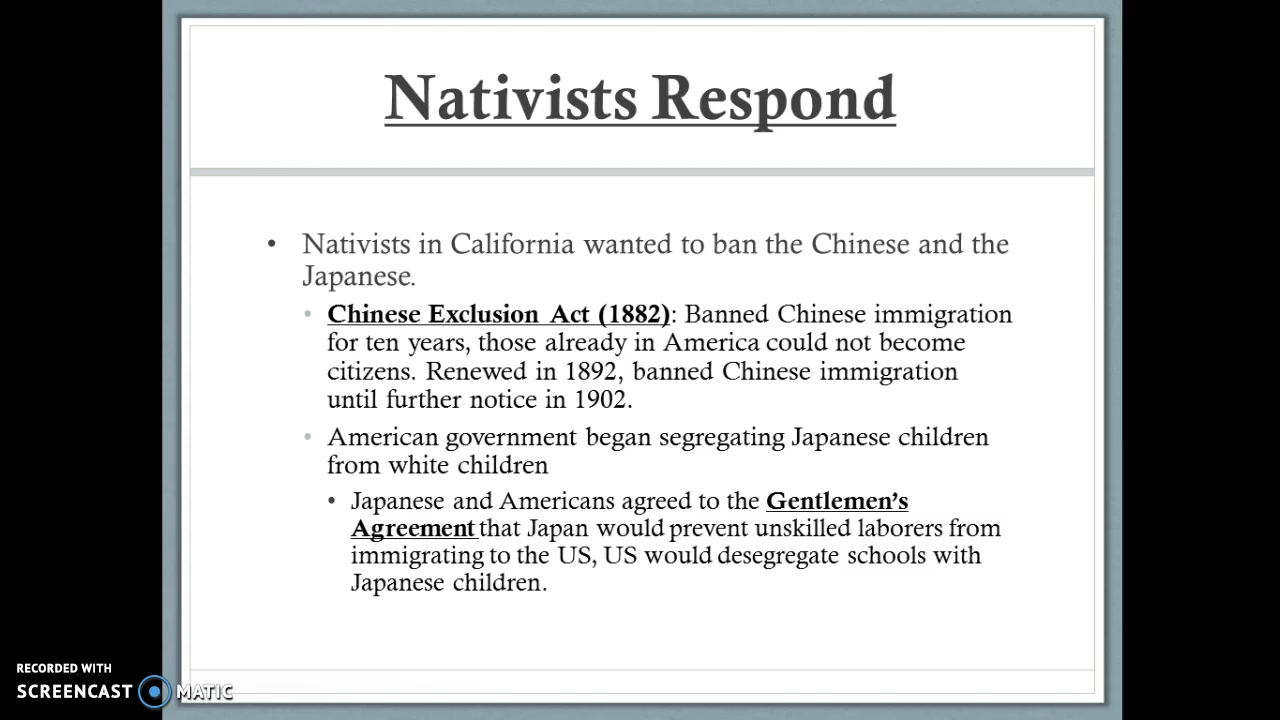 Nativists Respond
• Nativists in California wanted to ban the Chinese and the
Japanese.
• Chinese Exclusion Act (1882): Banned Chinese immigration
for ten years, those already in America could not become
citizens. Renewed in 1892, banned Chinese immigration
until further notice in 1902.
• American government began segregating Japanese children
from white children
• Japanese and Americans agreed to the Gentlemen’s
Agreement that Japan would prevent unskilled laborers from
immigrating to the US, US would desegregate schools with
Japanese children.
RECORDED WITH
SCREENCAST MATIC